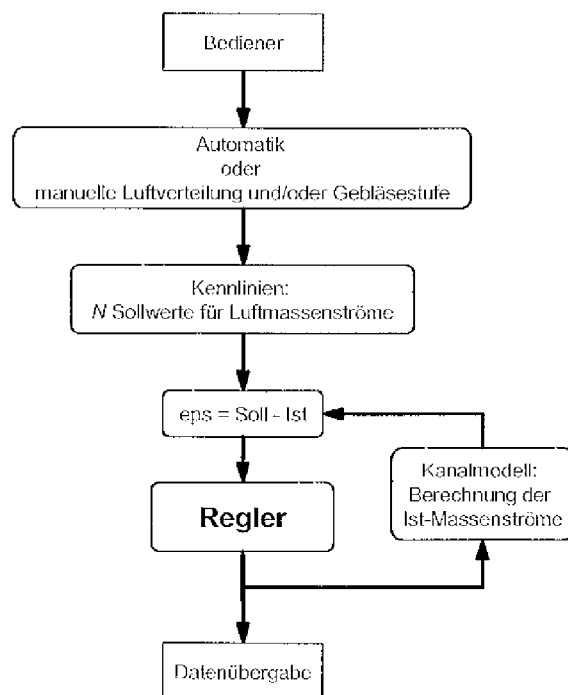 Bediener
Automatik
oder
manuelle Luftverteilung und/oder Gebläsestufe
Kennlinien:
N Sollwerte für Luftmassenströme
eps = Soll - Ist
Kanalmodell:
Berechnung der
Ist-Massenströme
Regler
Datenübergabe